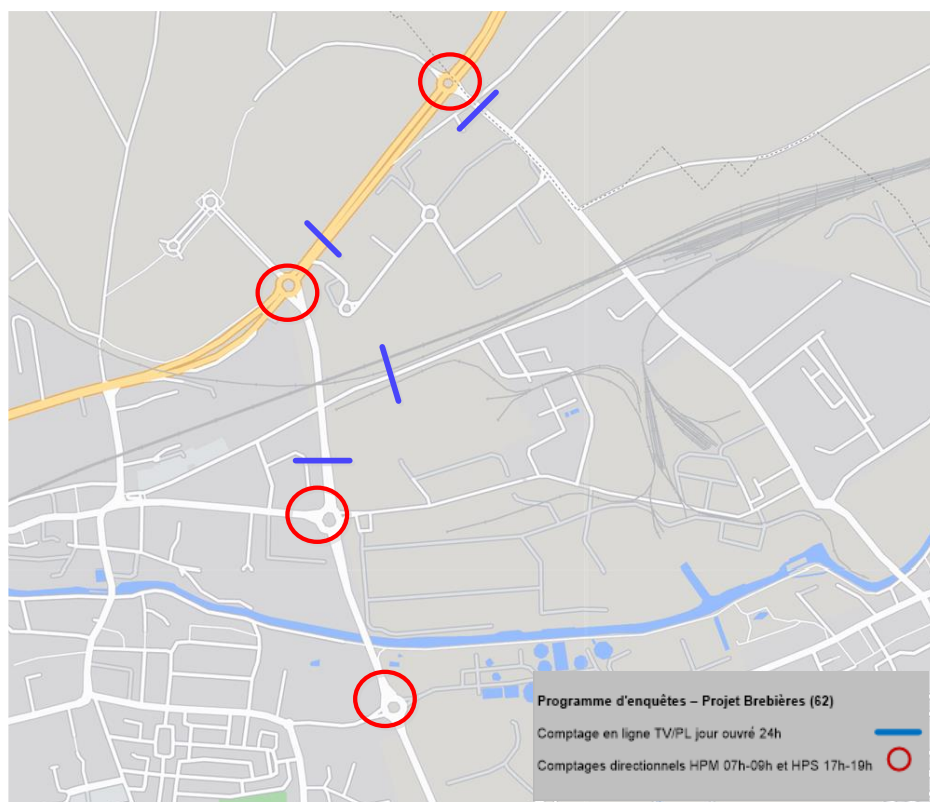 Programme d'enquêtes – Projet Brebières (62)
Comptage en ligne TV/PL jour ouvré 24h
Comptages directionnels HPM 07h-09h et HPS 17h-19h